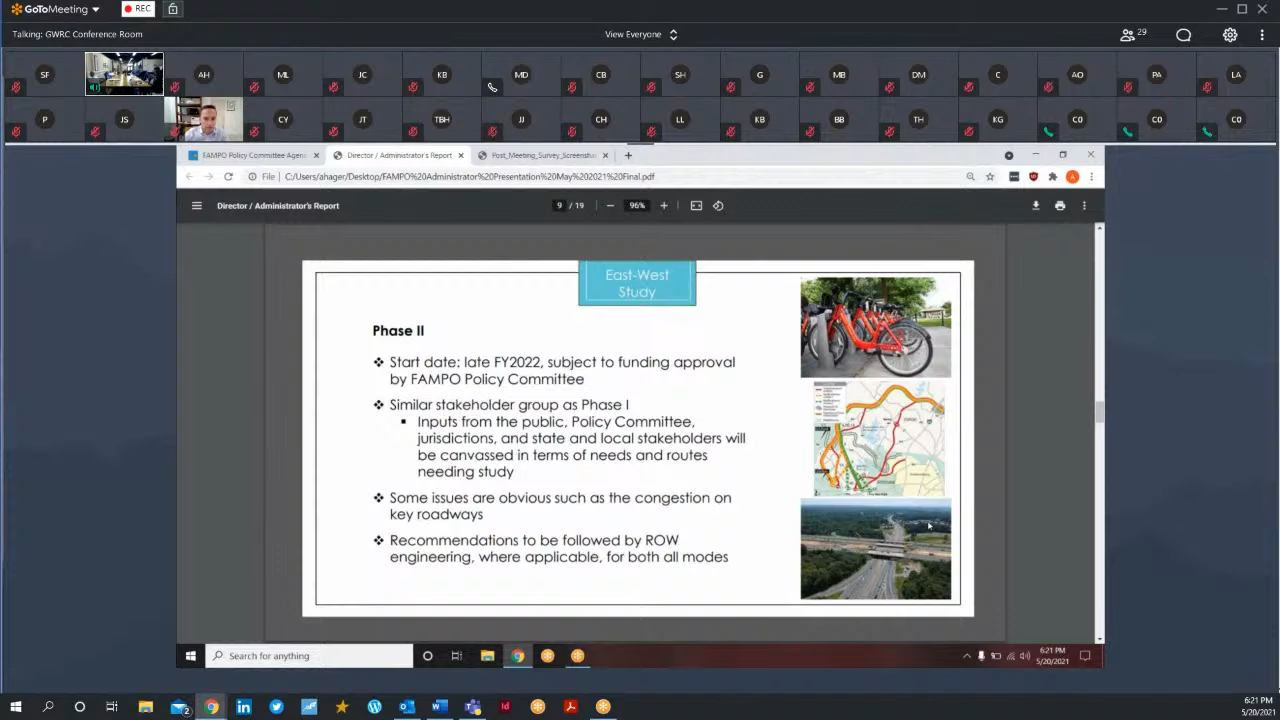 GoToMeeting
REC
Talking: GWRC Conference Room
View Everyone
29
SF
AH
ML
JC
KB
MD
CB
SH
G
MB
DM
C
AO
PA
LA
P
JS
CY
JT
TBH
JJ
CH
LL
KB
BB
TH
KG
C0
C0
C0
FAMPO Policy Committee Agen
Director / Administrator's Report
Post_Meeting_Survey_Screensho
File
C:/Users/ahager/Desktop/FAMPO%20Administrator%20Presentation%20May%202021%20Final.pdf
Director / Administrator's Report
9 / 19
96%
East-West
Study
Phase II
❖ Start date: late FY2022, subject to funding approval
by FAMPO Policy Committee
❖ Similar stakeholder group as Phase I
▪ Inputs from the public, Policy Committee,
jurisdictions, and state and local stakeholders will
be canvassed in terms of needs and routes
needing study
❖ Some issues are obvious such as the congestion on
key roadways
❖ Recommendations to be followed by ROW
engineering, where applicable, for both all modes
Search for anything
6:21 PM
5/20/2021
6:21 PM
5/20/2021